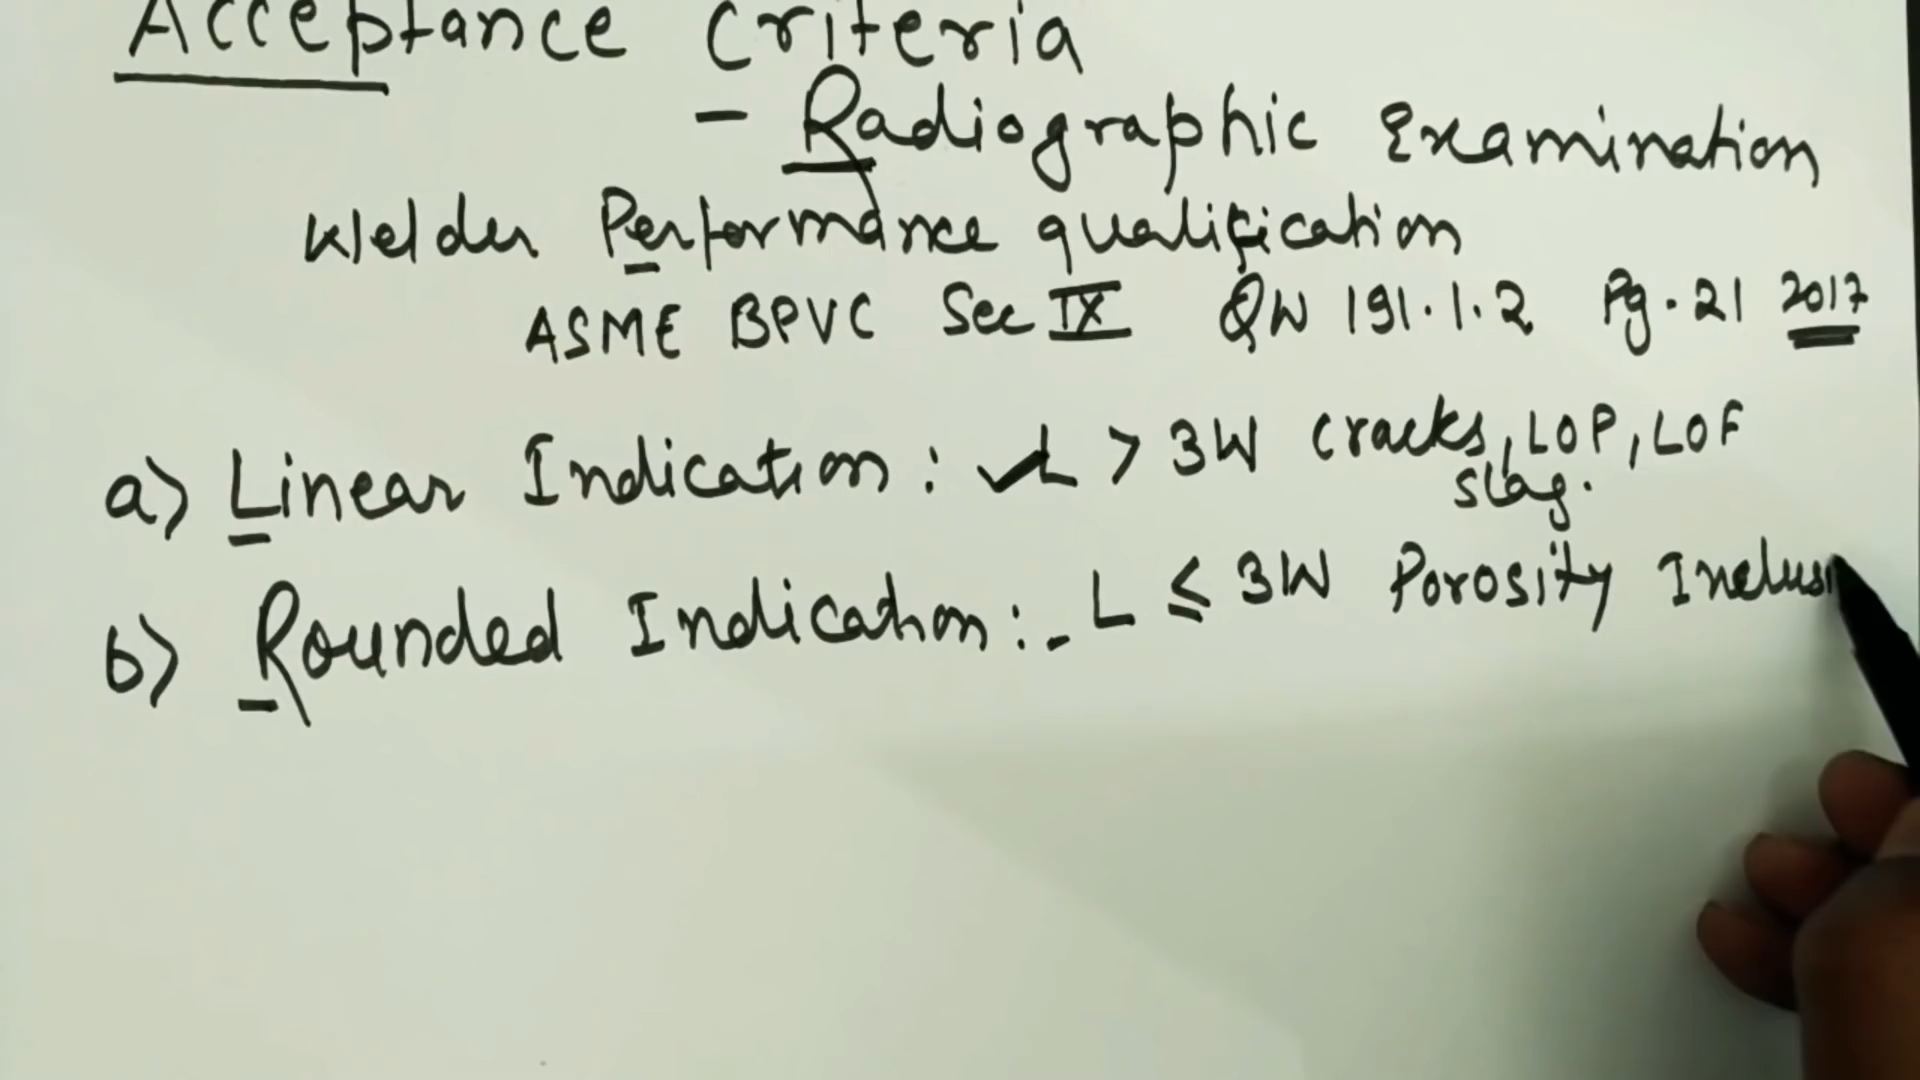 Acceptance Criteria
- Radiographic Examination
Welder Performance qualification
ASME BPVC Sec IX QW 191.1.2 Pg.21 2017
a) Linear Indication: L > 3W Cracks, LOP, LOF
slag.
b) Rounded Indication:- L ≤ 3W Porosity Inclusi